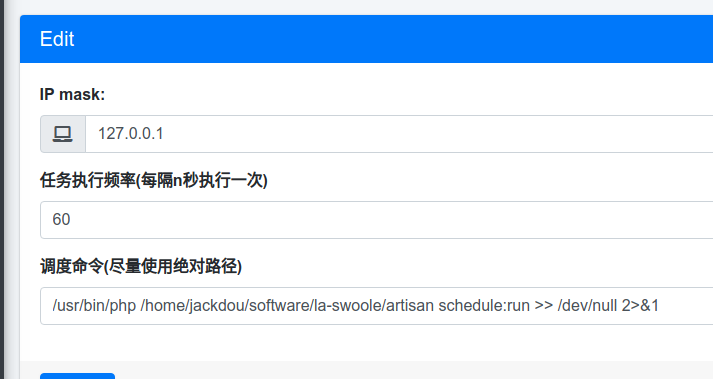 Edit
IP mask:
127.0.0.1
任务执行频率(每隔n秒执行一次)
60
调度命令(尽量使用绝对路径)
/usr/bin/php /home/jackdou/software/la-swoole/artisan schedule:run >> /dev/null 2>&1